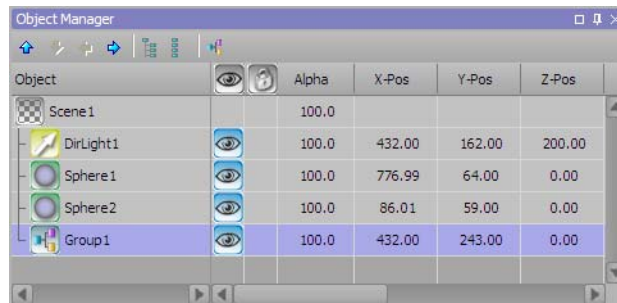 Object Manager
Object Alpha X-Pos Y-Pos Z-Pos
Scene1 100.0
DirLight1 100.0 432.00 162.00 200.00
Sphere1 100.0 776.99 64.00 0.00
Sphere2 100.0 86.01 59.00 0.00
Group1 100.0 432.00 243.00 0.00